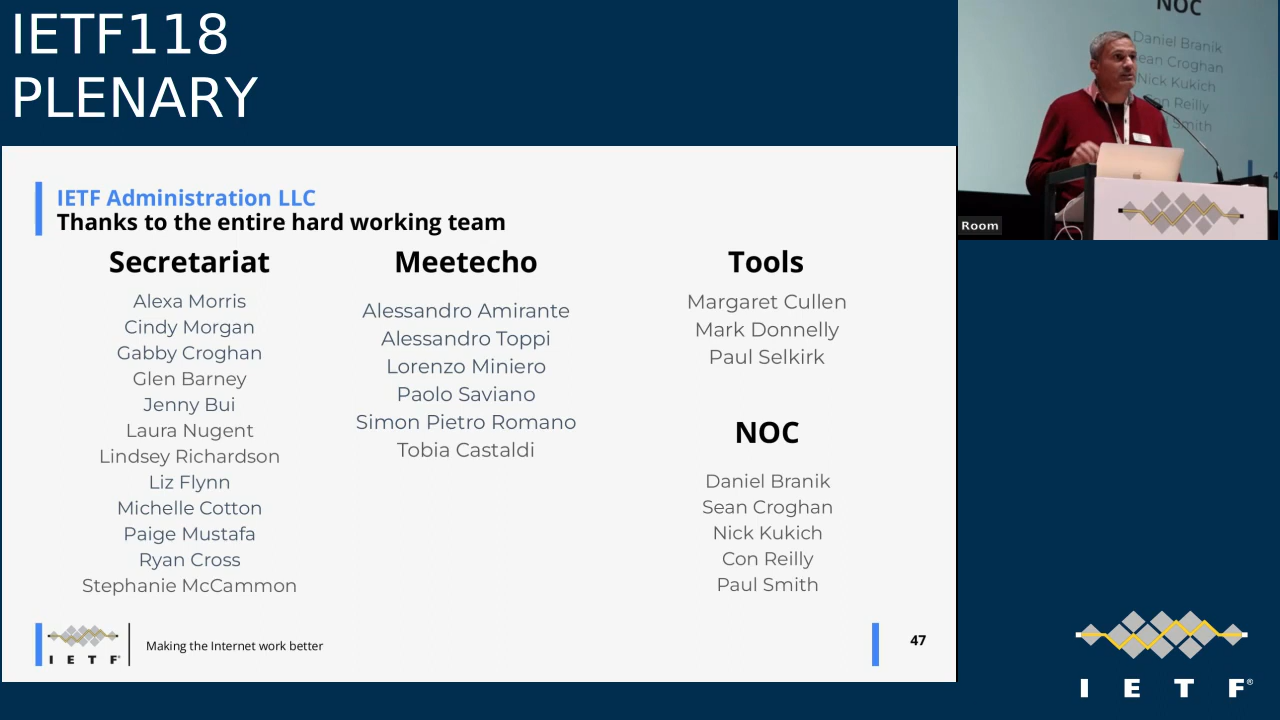 IETF118
PLENARY
IETF Administration LLC
Thanks to the entire hard working team
Secretariat
Alexa Morris
Cindy Morgan
Gabby Croghan
Glen Barney
Jenny Bui
Laura Nugent
Lindsey Richardson
Liz Flynn
Michelle Cotton
Paige Mustafa
Ryan Cross
Stephanie McCammon
Meetecho
Alessandro Amirante
Alessandro Toppi
Lorenzo Miniero
Paolo Saviano
Simon Pietro Romano
Tobia Castaldi
Tools
Margaret Cullen
Mark Donnelly
Paul Selkirk
NOC
Daniel Branik
Sean Croghan
Nick Kukich
Con Reilly
Paul Smith
I E T F®
Making the Internet work better
47
NOC
Daniel Branik
Croghan
Nick Kukich
Reilly
Smith
Room
I E T F®